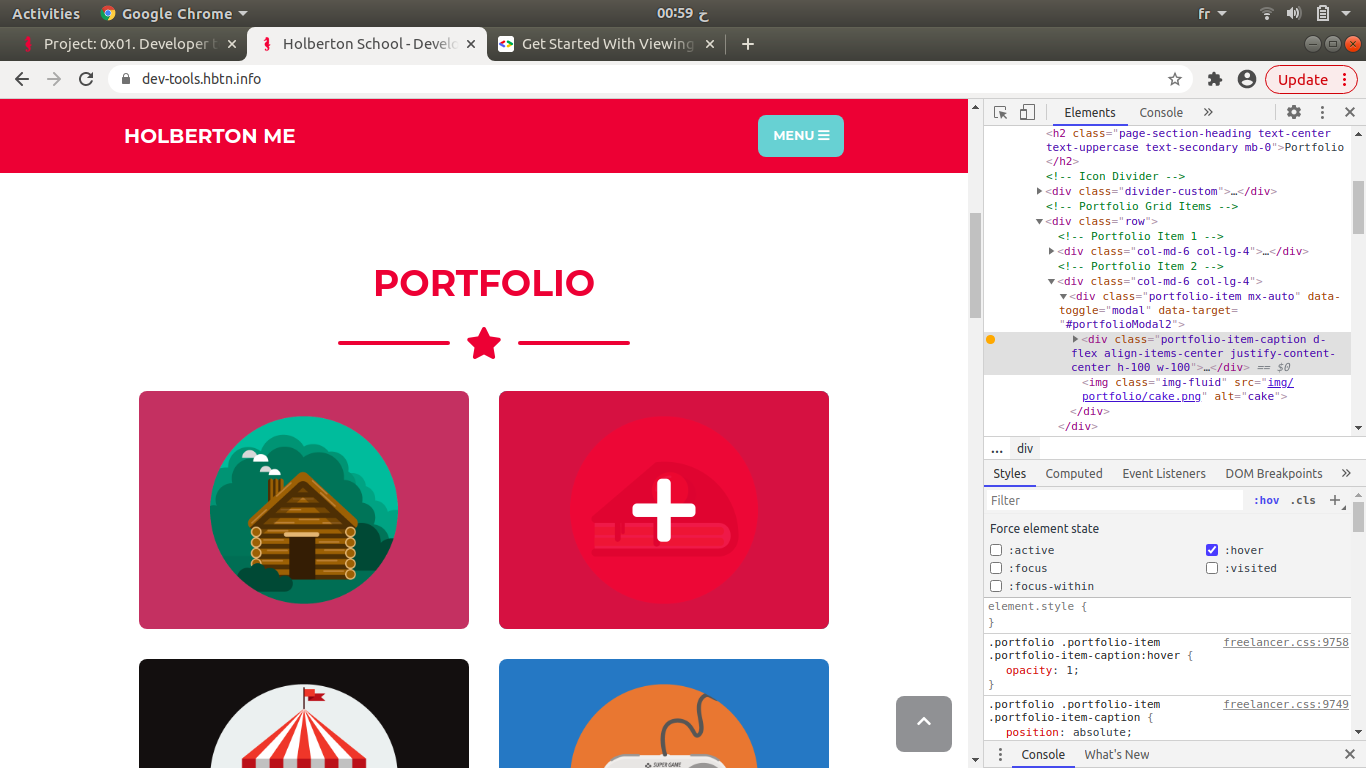 Activities
Google Chrome
00:59 خ
fr
Project: 0x01. Developer t
Holberton School - Develo
Get Started With Viewing
dev-tools.hbtn.info
Update
HOLBERTON ME
MENU
PORTFOLIO
SUPER GAME
Elements
Console
<h2 class="page-section-heading text-center
text-uppercase text-secondary mb-0">Portfolio
</h2>
<!-- Icon Divider -->
<div class="divider-custom">…</div>
<!-- Portfolio Grid Items -->
<div class="row">
<!-- Portfolio Item 1 -->
<div class="col-md-6 col-lg-4">…</div>
<!-- Portfolio Item 2 -->
<div class="col-md-6 col-lg-4">
<div class="portfolio-item mx-auto" data-
toggle="modal" data-target=
"#portfolioModal2">
<div class="portfolio-item-caption d-
flex align-items-center justify-content-
center h-100 w-100">…</div> == $0
<img class="img-fluid" src="img/
portfolio/cake.png" alt="cake">
</div>
</div>
... div
Styles
Computed
Event Listeners
DOM Breakpoints
Filter
:hov
.cls
Force element state
:active
:hover
:focus
:visited
:focus-within
element.style {
}
.portfolio .portfolio-item
freelancer.css:9758
.portfolio-item-caption:hover {
opacity: 1;
}
.portfolio .portfolio-item
freelancer.css:9749
.portfolio-item-caption {
position: absolute;
Console
What's New